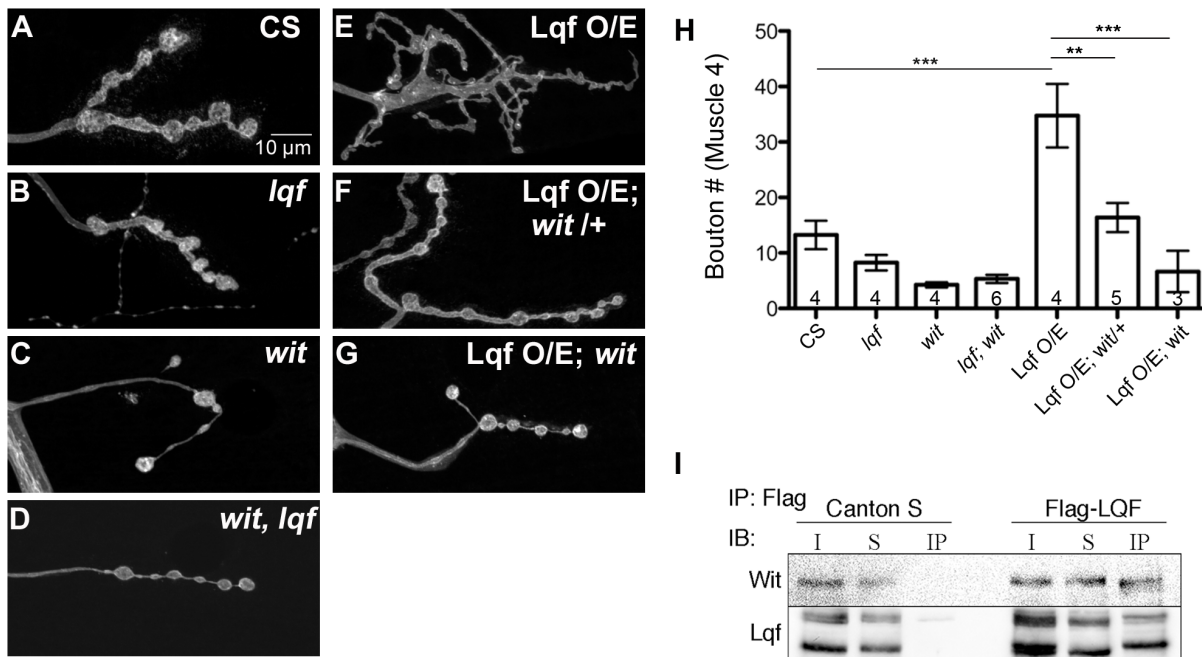 A CS
10 µm
B lqf
C wit
D wit, lqf
E Lqf O/E
F Lqf O/E;
wit /+
G Lqf O/E; wit
H
Bouton # (Muscle 4)
50
40
30
20
10
0
***
***
**
4 4 4 6 4 5 3
CS lqf wit lqf; wit Lqf O/E Lqf O/E; wit/+ Lqf O/E; wit
I
IP: Flag Canton S Flag-LQF
IB: I S IP I S IP
Wit
Lqf